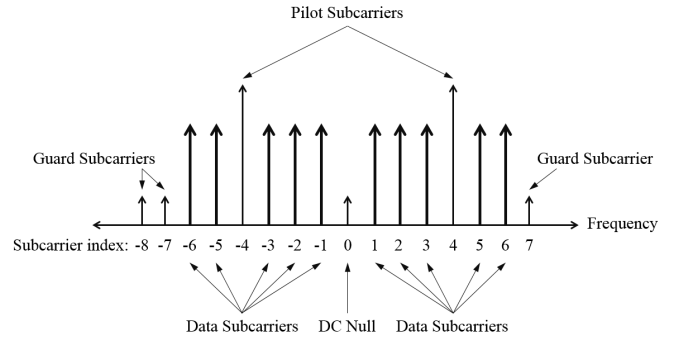 Pilot Subcarriers
Guard Subcarriers
Guard Subcarrier
Frequency
Subcarrier index: -8 -7 -6 -5 -4 -3 -2 -1 0 1 2 3 4 5 6 7
Data Subcarriers DC Null Data Subcarriers